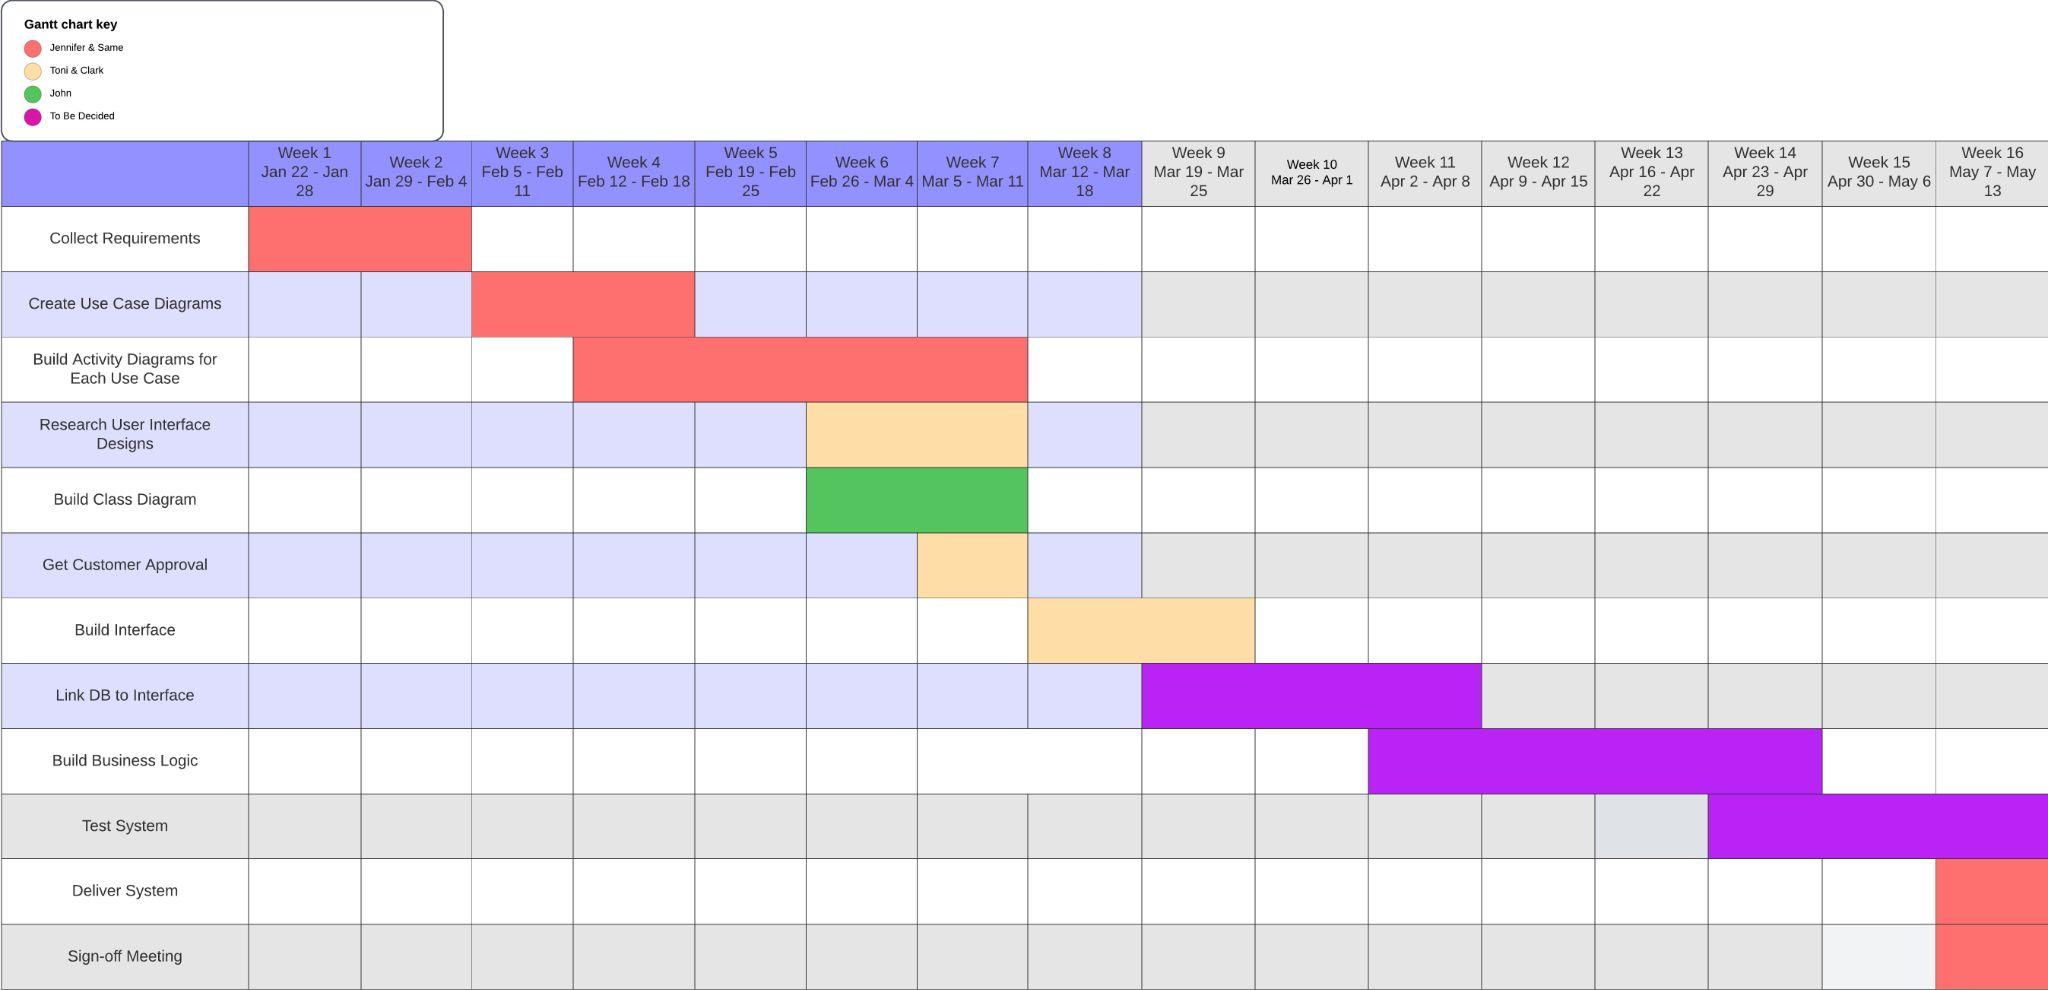 Gantt chart key
Jennifer & Same
Toni & Clark
John
To Be Decided
Week 1
Jan 22 - Jan
28
Week 2
Jan 29 - Feb 4
Week 3
Feb 5 - Feb
11
Week 4
Feb 12 - Feb 18
Week 5
Feb 19 - Feb
25
Week 6
Feb 26 - Mar 4
Week 7
Mar 5 - Mar 11
Week 8
Mar 12 - Mar
18
Week 9
Mar 19 - Mar
25
Week 10
Mar 26 - Apr 1
Week 11
Apr 2 - Apr 8
Week 12
Apr 9 - Apr 15
Week 13
Apr 16 - Apr
22
Week 14
Apr 23 - Apr
29
Week 15
Apr 30 - May 6
Week 16
May 7 - May
13
Collect Requirements
Create Use Case Diagrams
Build Activity Diagrams for
Each Use Case
Research User Interface
Designs
Build Class Diagram
Get Customer Approval
Build Interface
Link DB to Interface
Build Business Logic
Test System
Deliver System
Sign-off Meeting